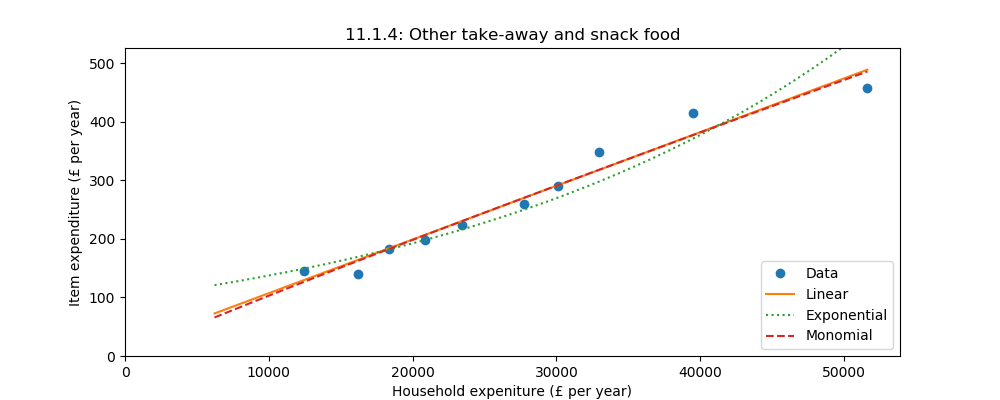 11.1.4: Other take-away and snack food
Item expenditure (£ per year)
500
400
300
200
100
0
0 10000 20000 30000 40000 50000
Household expeniture (£ per year)
Data
Linear
Exponential
Monomial